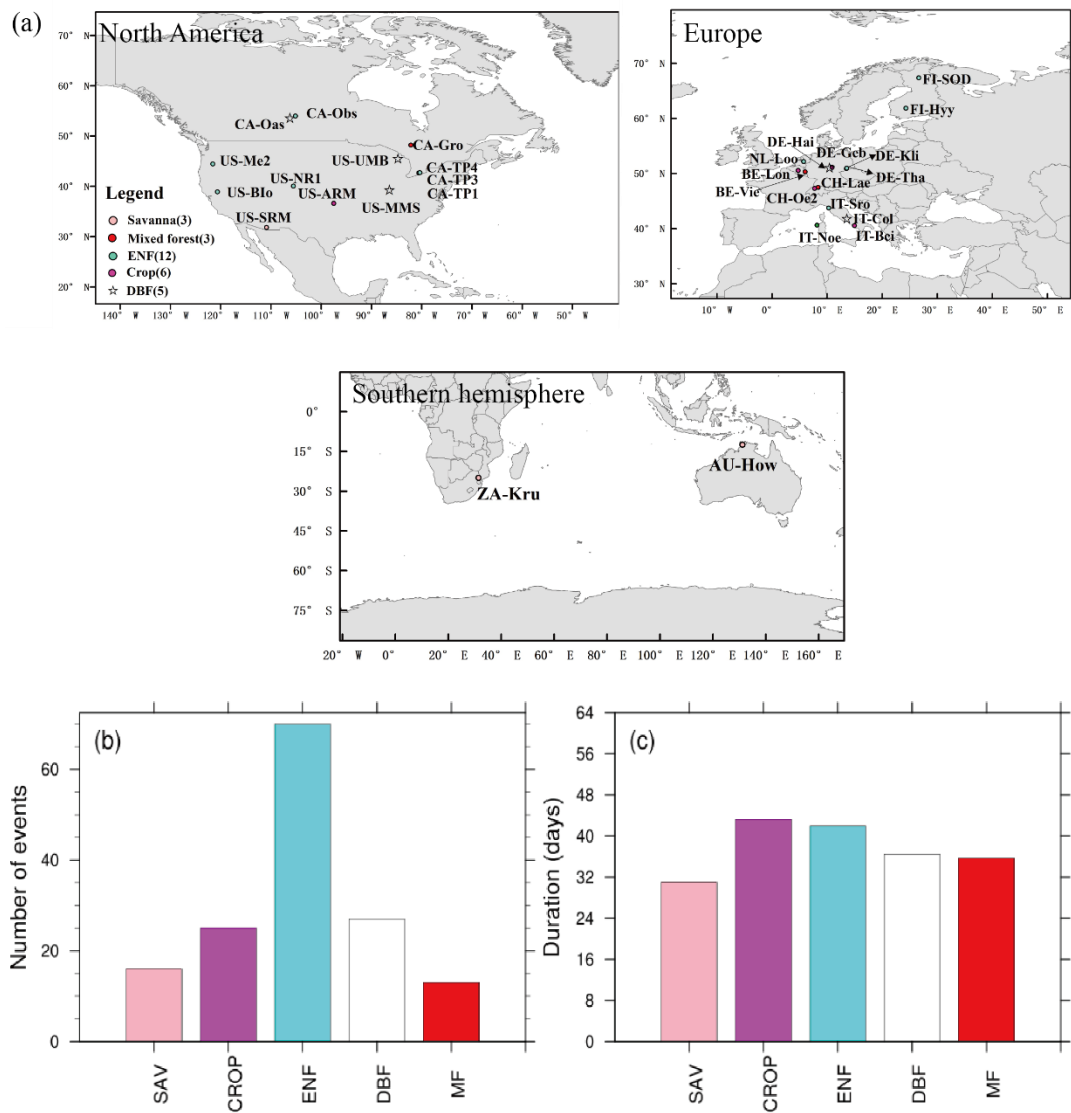 (a)
North America
Europe
70° N
60° N
50° N
40° N
30° N
20° N
140° W
130° W
120° W
110° W
100° W
90° W
80° W
70° W
60° W
50° W
CA-Oas
CA-Obs
CA-Gro
US-Me2
US-UMB
CA-TP4
US-NR1
CA-TP3
US-Blo
US-ARM
CA-TP1
US-MMS
US-SRM
Legend
Savanna(3)
Mixed forest(3)
ENF(12)
Crop(6)
DBF(5)
70° N
60° N
50° N
40° N
30° N
10° W
0°
10° E
20° E
30° E
40° E
50° E
FI-SOD
FI-Hyy
DE-Hai
DE-Geb
DE-Kli
NL-Loo
BE-Lon
DE-Tha
BE-Vie
CH-Lae
CH-Oe2
IT-Sro
IT-Col
IT-Noe
IT-Bci
Southern hemisphere
0°
15° S
30° S
45° S
60° S
75° S
20° W
0°
20° E
40° E
60° E
80° E
100° E
120° E
140° E
160° E
AU-How
ZA-Kru
(b)
Number of events
60
40
20
0
SAV
CROP
ENF
DBF
MF
(c)
Duration (days)
64
56
48
40
32
24
16
8
0
SAV
CROP
ENF
DBF
MF